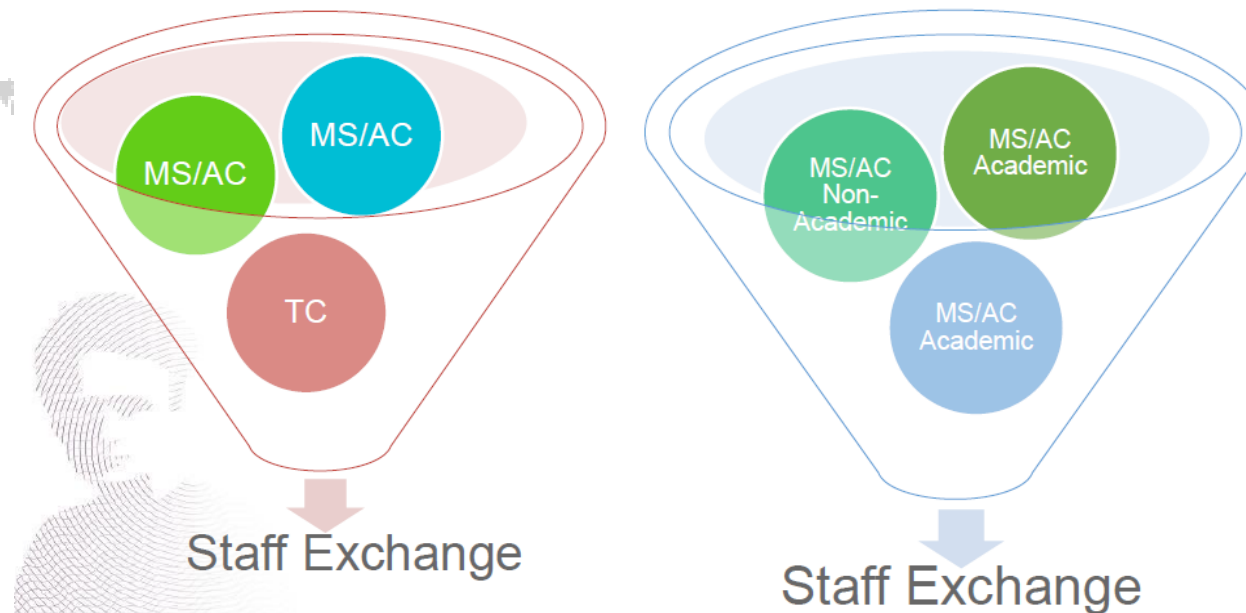 MS/AC
MS/AC
TC
Staff Exchange
MS/AC
Non-
Academic
MS/AC
Academic
MS/AC
Academic
Staff Exchange